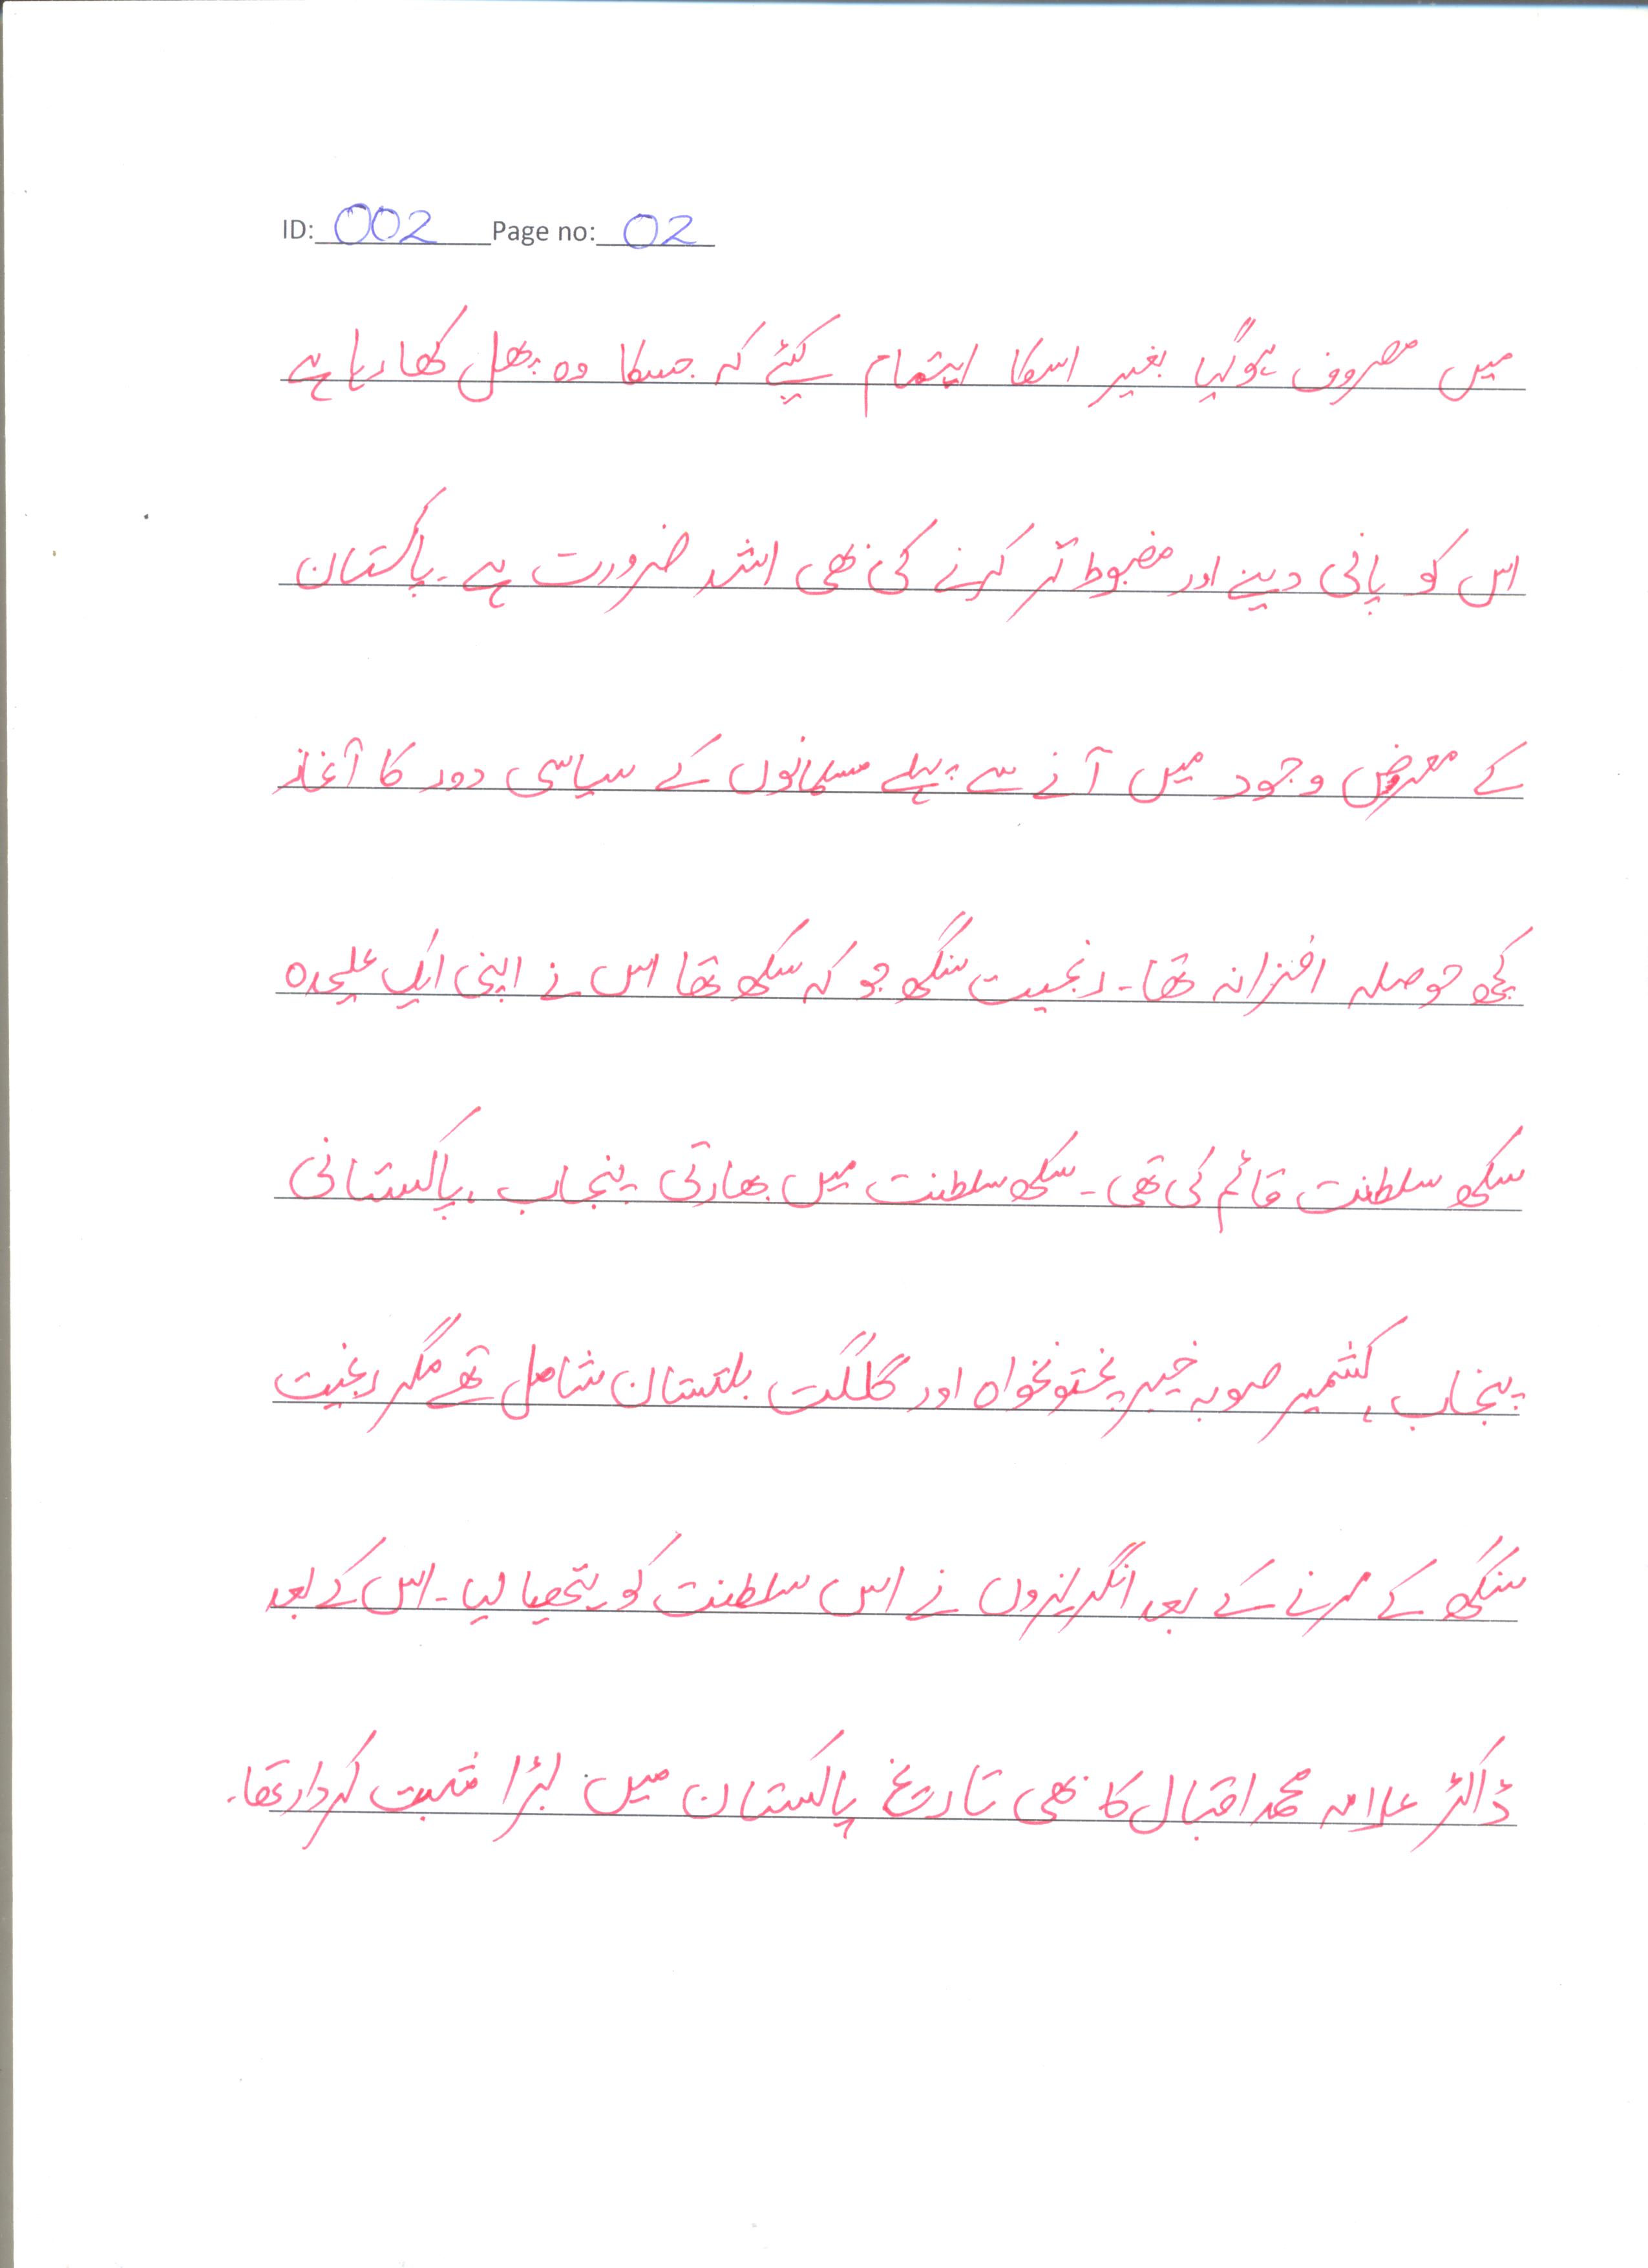 ID: 002 Page no: 02
میں مصروف ہوگیا بغیر اسکا اہتمام کیئے کہ جسکا وہ پھل کھا رہا ہے
اس کو پانی دینے اور مضبوط تر کرنے کی بھی اشد ضرورت ہے۔ پاکستان
کے معرض وجود میں آنے سے پہلے مسلمانوں کے سیاسی دور کا آغاز
کچھ حوصلہ افزانہ تھا۔ رنجیت سنگھ جو کہ سکھ تھا اس نے اپنی ایک علیحدہ
سکھ سلطنت قائم کی تھی۔ سکھ سلطنت میں بھارتی پنجاب، پاکستانی
پنجاب، کشمیر صوبہ خیبر پختونخواہ اور گلگت بلتستان شامل تھے مگر رنجیت
سنگھ کے مرنے کے بعد انگریزوں نے اس سلطنت کو ہتھیا لیا۔ اس کے بعد
ڈاکٹر علامہ محمد اقبال کا بھی تاریخ پاکستان میں بڑا مثبت کردار تھا۔